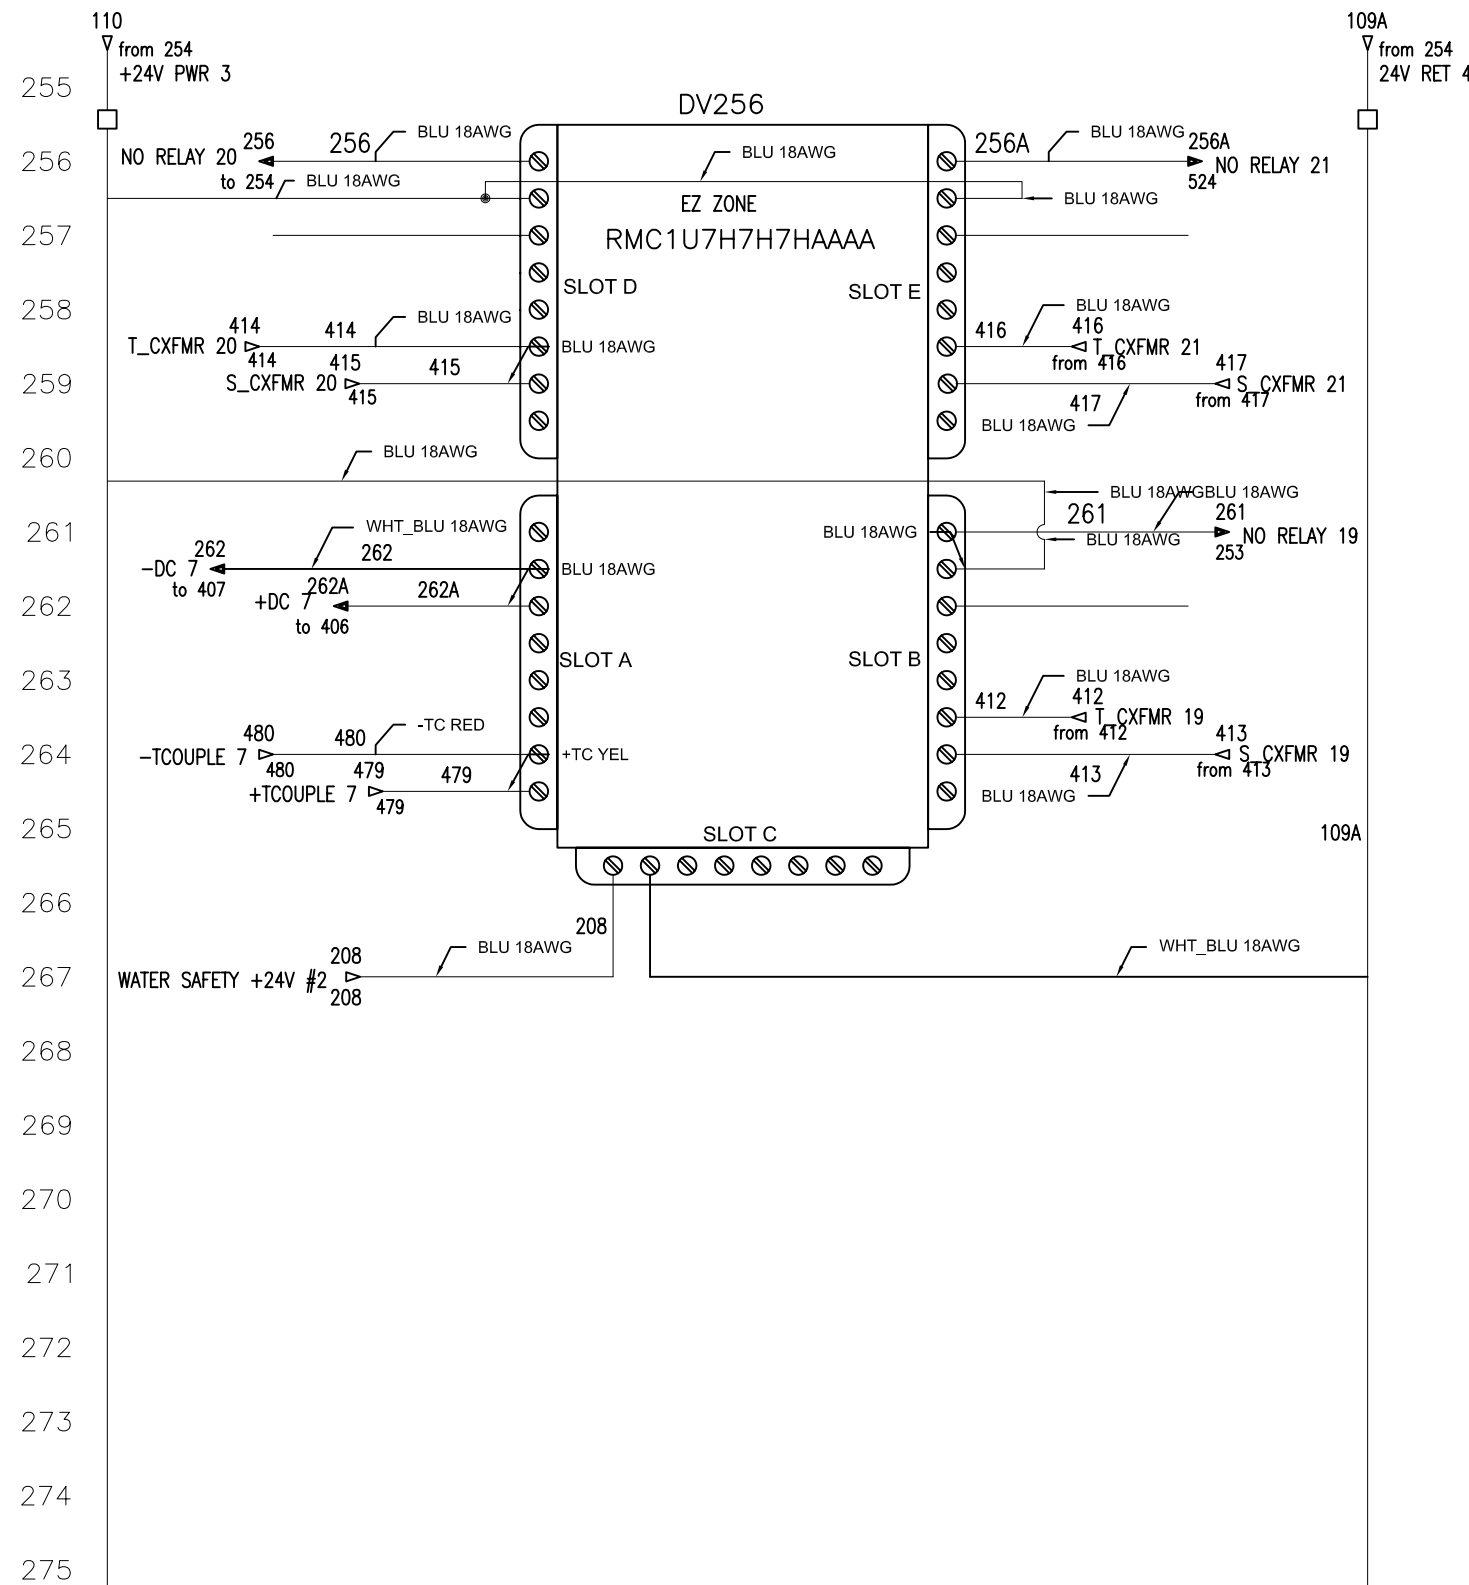 110
109A
from 254
from 254
+24V PWR 3
24V RET 4
255
DV256
256
NO RELAY 20
256
to 254
256
BLU 18AWG
BLU 18AWG
BLU 18AWG
256A
BLU 18AWG
256A
524
NO RELAY 21
BLU 18AWG
EZ ZONE
RMC1U7H7H7HAAAA
257
SLOT D
SLOT E
258
T_CXFMR 20
414
414
414
BLU 18AWG
BLU 18AWG
416
BLU 18AWG
416
T_CXFMR 21
from 416
259
S_CXFMR 20
415
415
415
417
BLU 18AWG
417
S_CXFMR 21
from 417
260
BLU 18AWG
BLU 18AWG
BLU 18AWG
261
WHT_BLU 18AWG
BLU 18AWG
261
BLU 18AWG
261
253
NO RELAY 19
-DC 7
262
to 407
262
BLU 18AWG
262
+DC 7
262A
to 406
262A
SLOT A
SLOT B
263
412
BLU 18AWG
412
T_CXFMR 19
from 412
264
-TCOUPLE 7
480
480
480
-TC RED
+TC YEL
413
BLU 18AWG
413
S_CXFMR 19
from 413
+TCOUPLE 7
479
479
479
265
SLOT C
109A
266
208
267
WATER SAFETY +24V #2
208
208
BLU 18AWG
WHT_BLU 18AWG
268
269
270
271
272
273
274
275